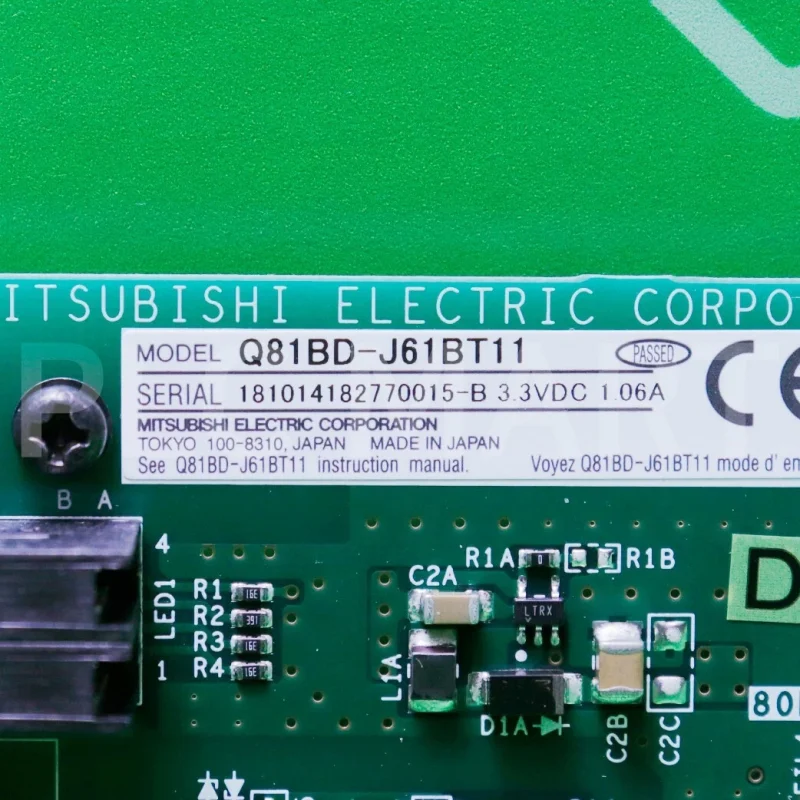 ITSUBISHI ELECTRIC CORPO
MODEL Q81BD-J61BT11 PASSED
SERIAL 181014182770015-B 3.3VDC 1.06A
MITSUBISHI ELECTRIC CORPORATION
TOKYO 100-8310, JAPAN MADE IN JAPAN
See Q81BD-J61BT11 instruction manual. Voyez Q81BD-J61BT11 mode d' em
CE
B A
4
LED1
1
R1
R2
R3
R4
R1A
R1B
C2A
LTRX
L1A
D1A
C2B
C2C
D
80